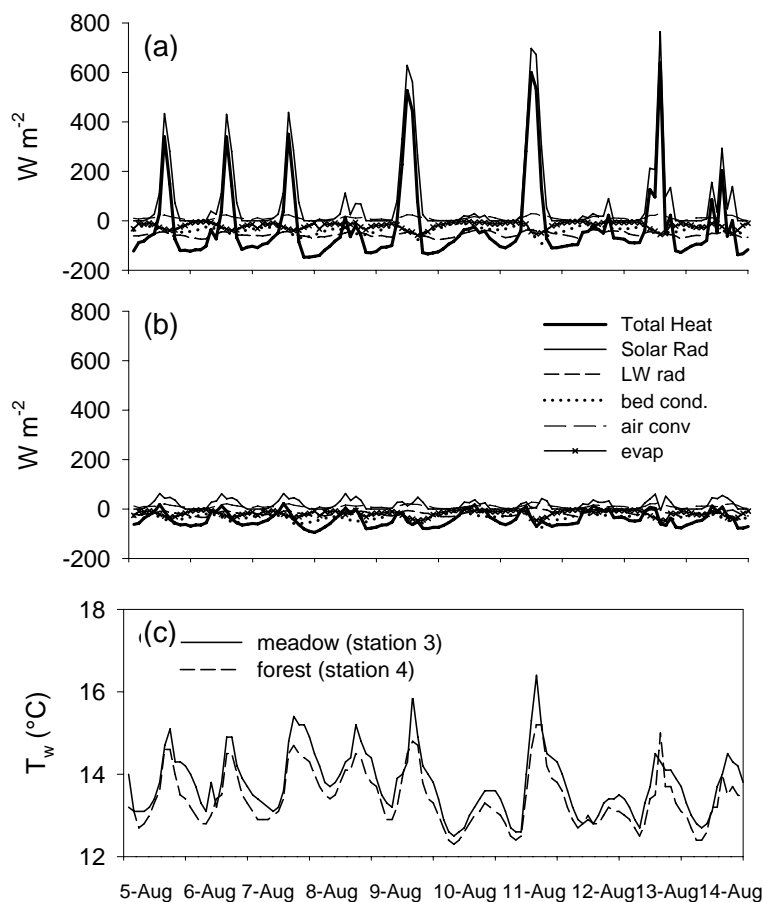 (a)
800
600
400
200
0
-200
W m-2
(b)
800
600
400
200
0
-200
W m-2
Total Heat
Solar Rad
LW rad
bed cond.
air conv
evap
(c)
18
16
14
12
Tw (°C)
meadow (station 3)
forest (station 4)
5-Aug 6-Aug 7-Aug 8-Aug 9-Aug 10-Aug 11-Aug 12-Aug 13-Aug 14-Aug